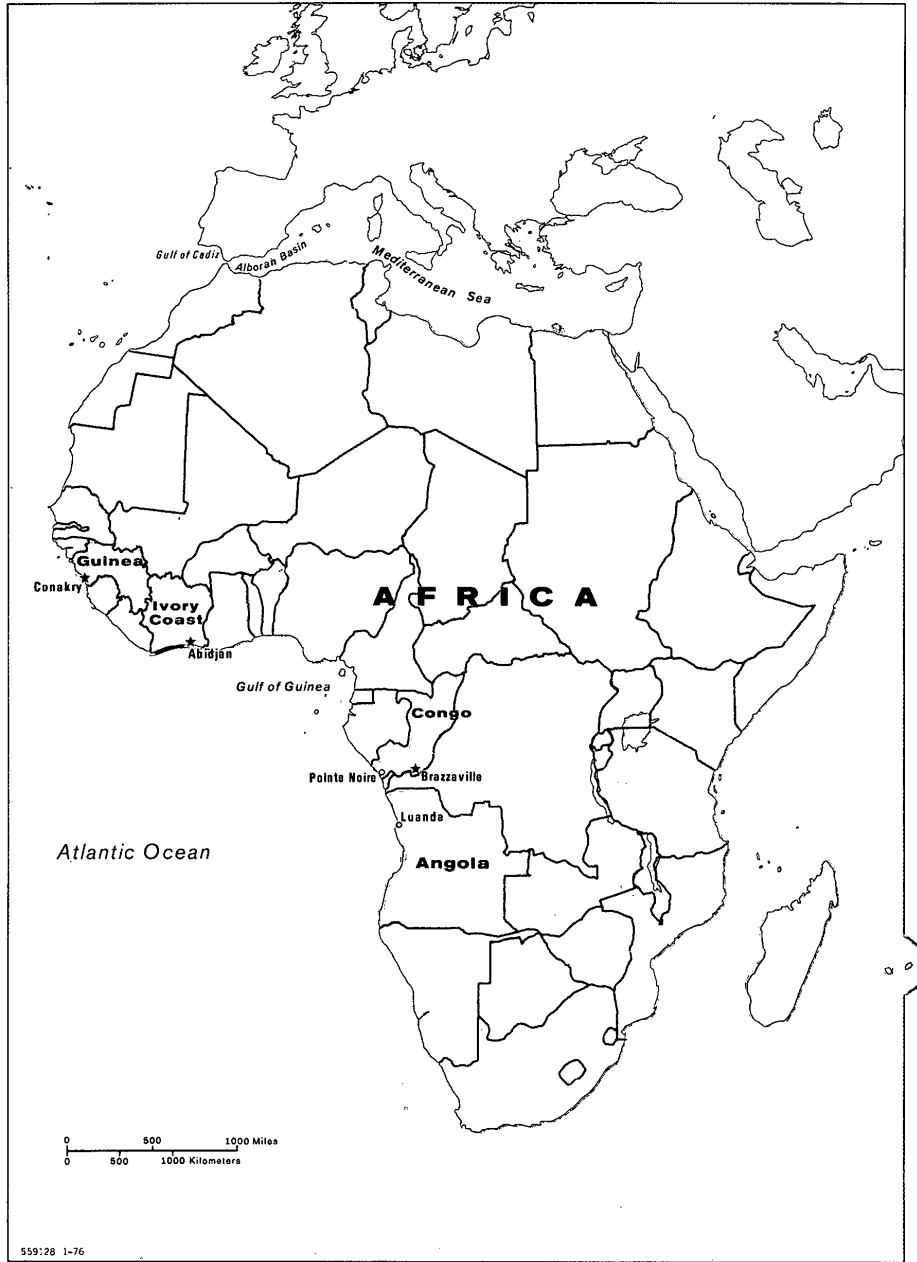 Gulf of Cadiz
Alborah Basin
Mediterranean Sea
Guinea
Conakry
Ivory
Coast
Abidjan
AFRICA
Gulf of Guinea
Congo
Pointe Noire
Brazzaville
Luanda
Atlantic Ocean
Angola
0 500 1000 Miles
0 500 1000 Kilometers
559128 1-76